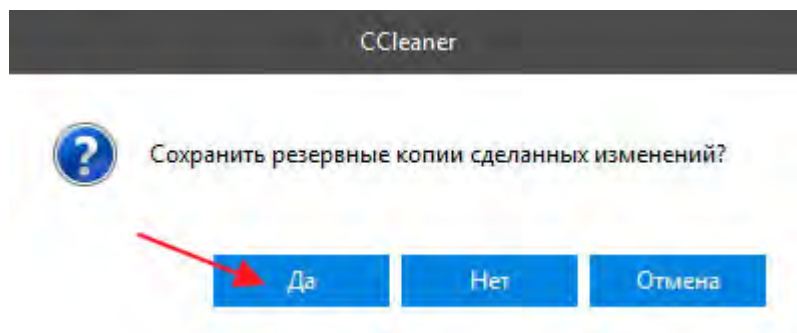 CCleaner
Сохранить резервные копии сделанных изменений?
Да Нет Отмена